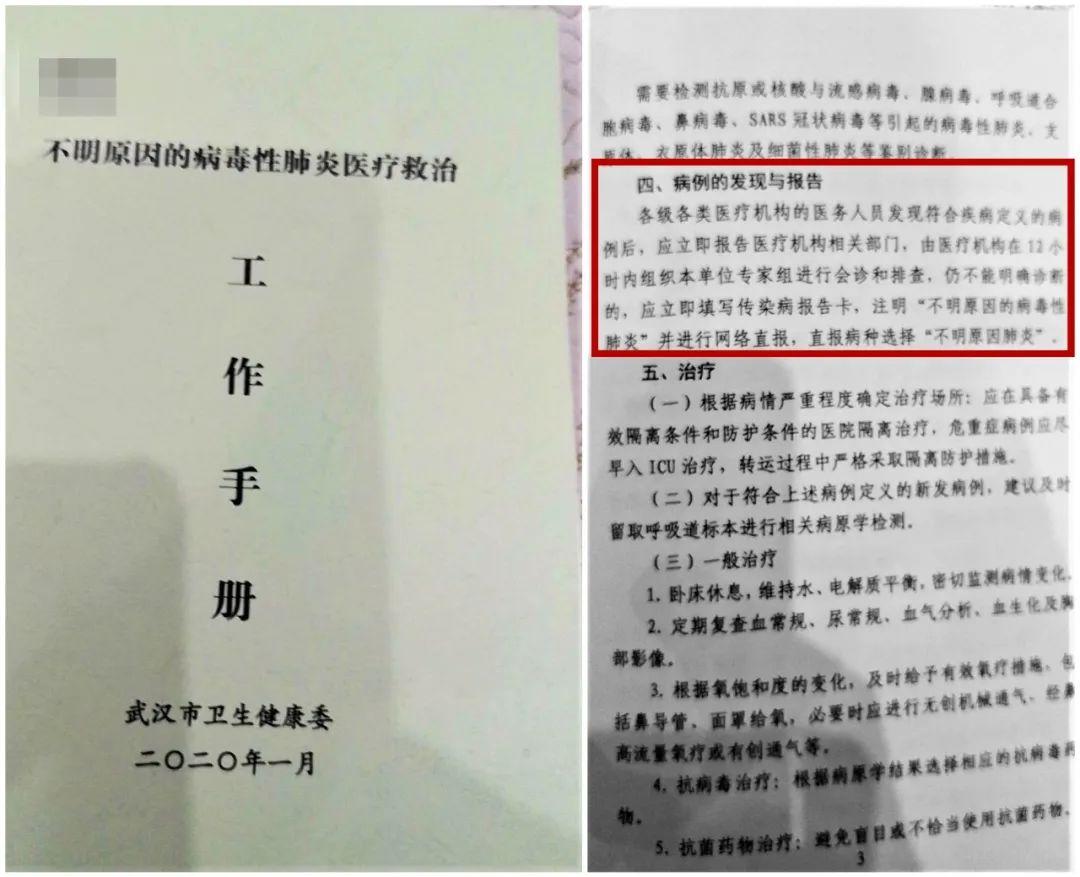 不明原因的病毒性肺炎医疗救治
工
作
手
册
武汉市卫生健康委
二〇二〇年一月
需要检测抗原或核酸与流感病毒、腺病毒、呼吸道合
胞病毒、鼻病毒、SARS 冠状病毒等引起的病毒性肺炎、支
原体、衣原体肺炎及细菌性肺炎等鉴别诊断。
四、病例的发现与报告
各级各类医疗机构的医务人员发现符合疾病定义的病
例后，应立即报告医疗机构相关部门，由医疗机构在 12 小
时内组织本单位专家组进行会诊和排查，仍不能明确诊断
的，应立即填写传染病报告卡，注明“不明原因的病毒性
肺炎”并进行网络直报，直报病种选择“不明原因肺炎”。
五、治疗
（一）根据病情严重程度确定治疗场所：应在具备有
效隔离条件和防护条件的医院隔离治疗，危重症病例应尽
早入 ICU 治疗，转运过程中严格采取隔离防护措施。
（二）对于符合上述病例定义的新发病例，建议及时
留取呼吸道标本进行相关病原学检测。
（三）一般治疗
1. 卧床休息，维持水、电解质平衡，密切监测病情变化。
2. 定期复查血常规、尿常规、血气分析、血生化及胸
部影像。
3. 根据氧饱和度的变化，及时给予有效氧疗措施，包
括鼻导管、面罩给氧，必要时应进行无创机械通气、经鼻
高流量氧疗或有创通气等。
4. 抗病毒治疗：根据病原学结果选择相应的抗病毒药
物。
5. 抗菌药物治疗：避免盲目或不恰当使用抗菌药物，
3